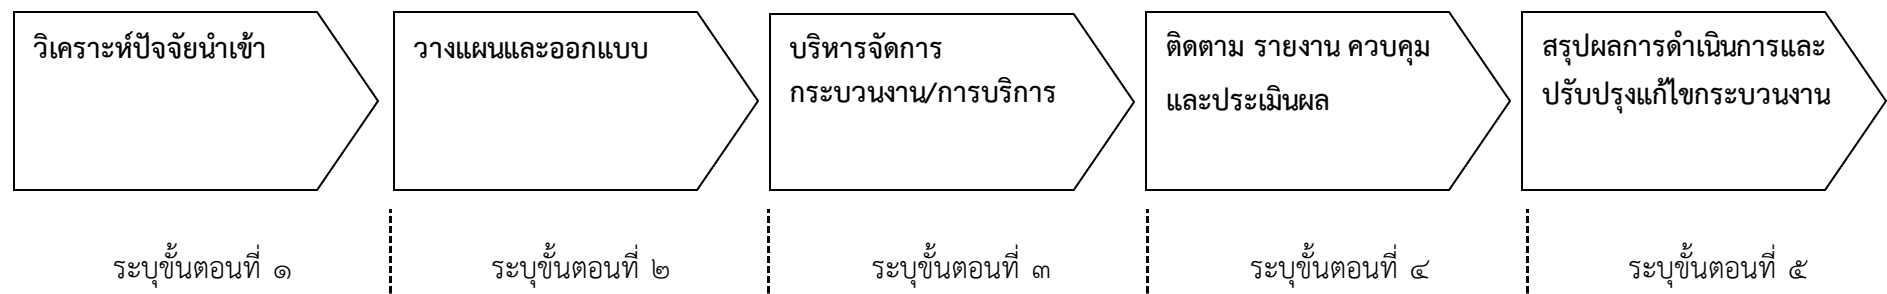 วิเคราะห์ปัจจัยนำเข้า
วางแผนและออกแบบ
บริหารจัดการ
กระบวนงาน/การบริการ
ติดตาม รายงาน ควบคุม
และประเมินผล
สรุปผลการดำเนินการและ
ปรับปรุงแก้ไขกระบวนงาน
ระบุขั้นตอนที่ ๑
ระบุขั้นตอนที่ ๒
ระบุขั้นตอนที่ ๓
ระบุขั้นตอนที่ ๔
ระบุขั้นตอนที่ ๕